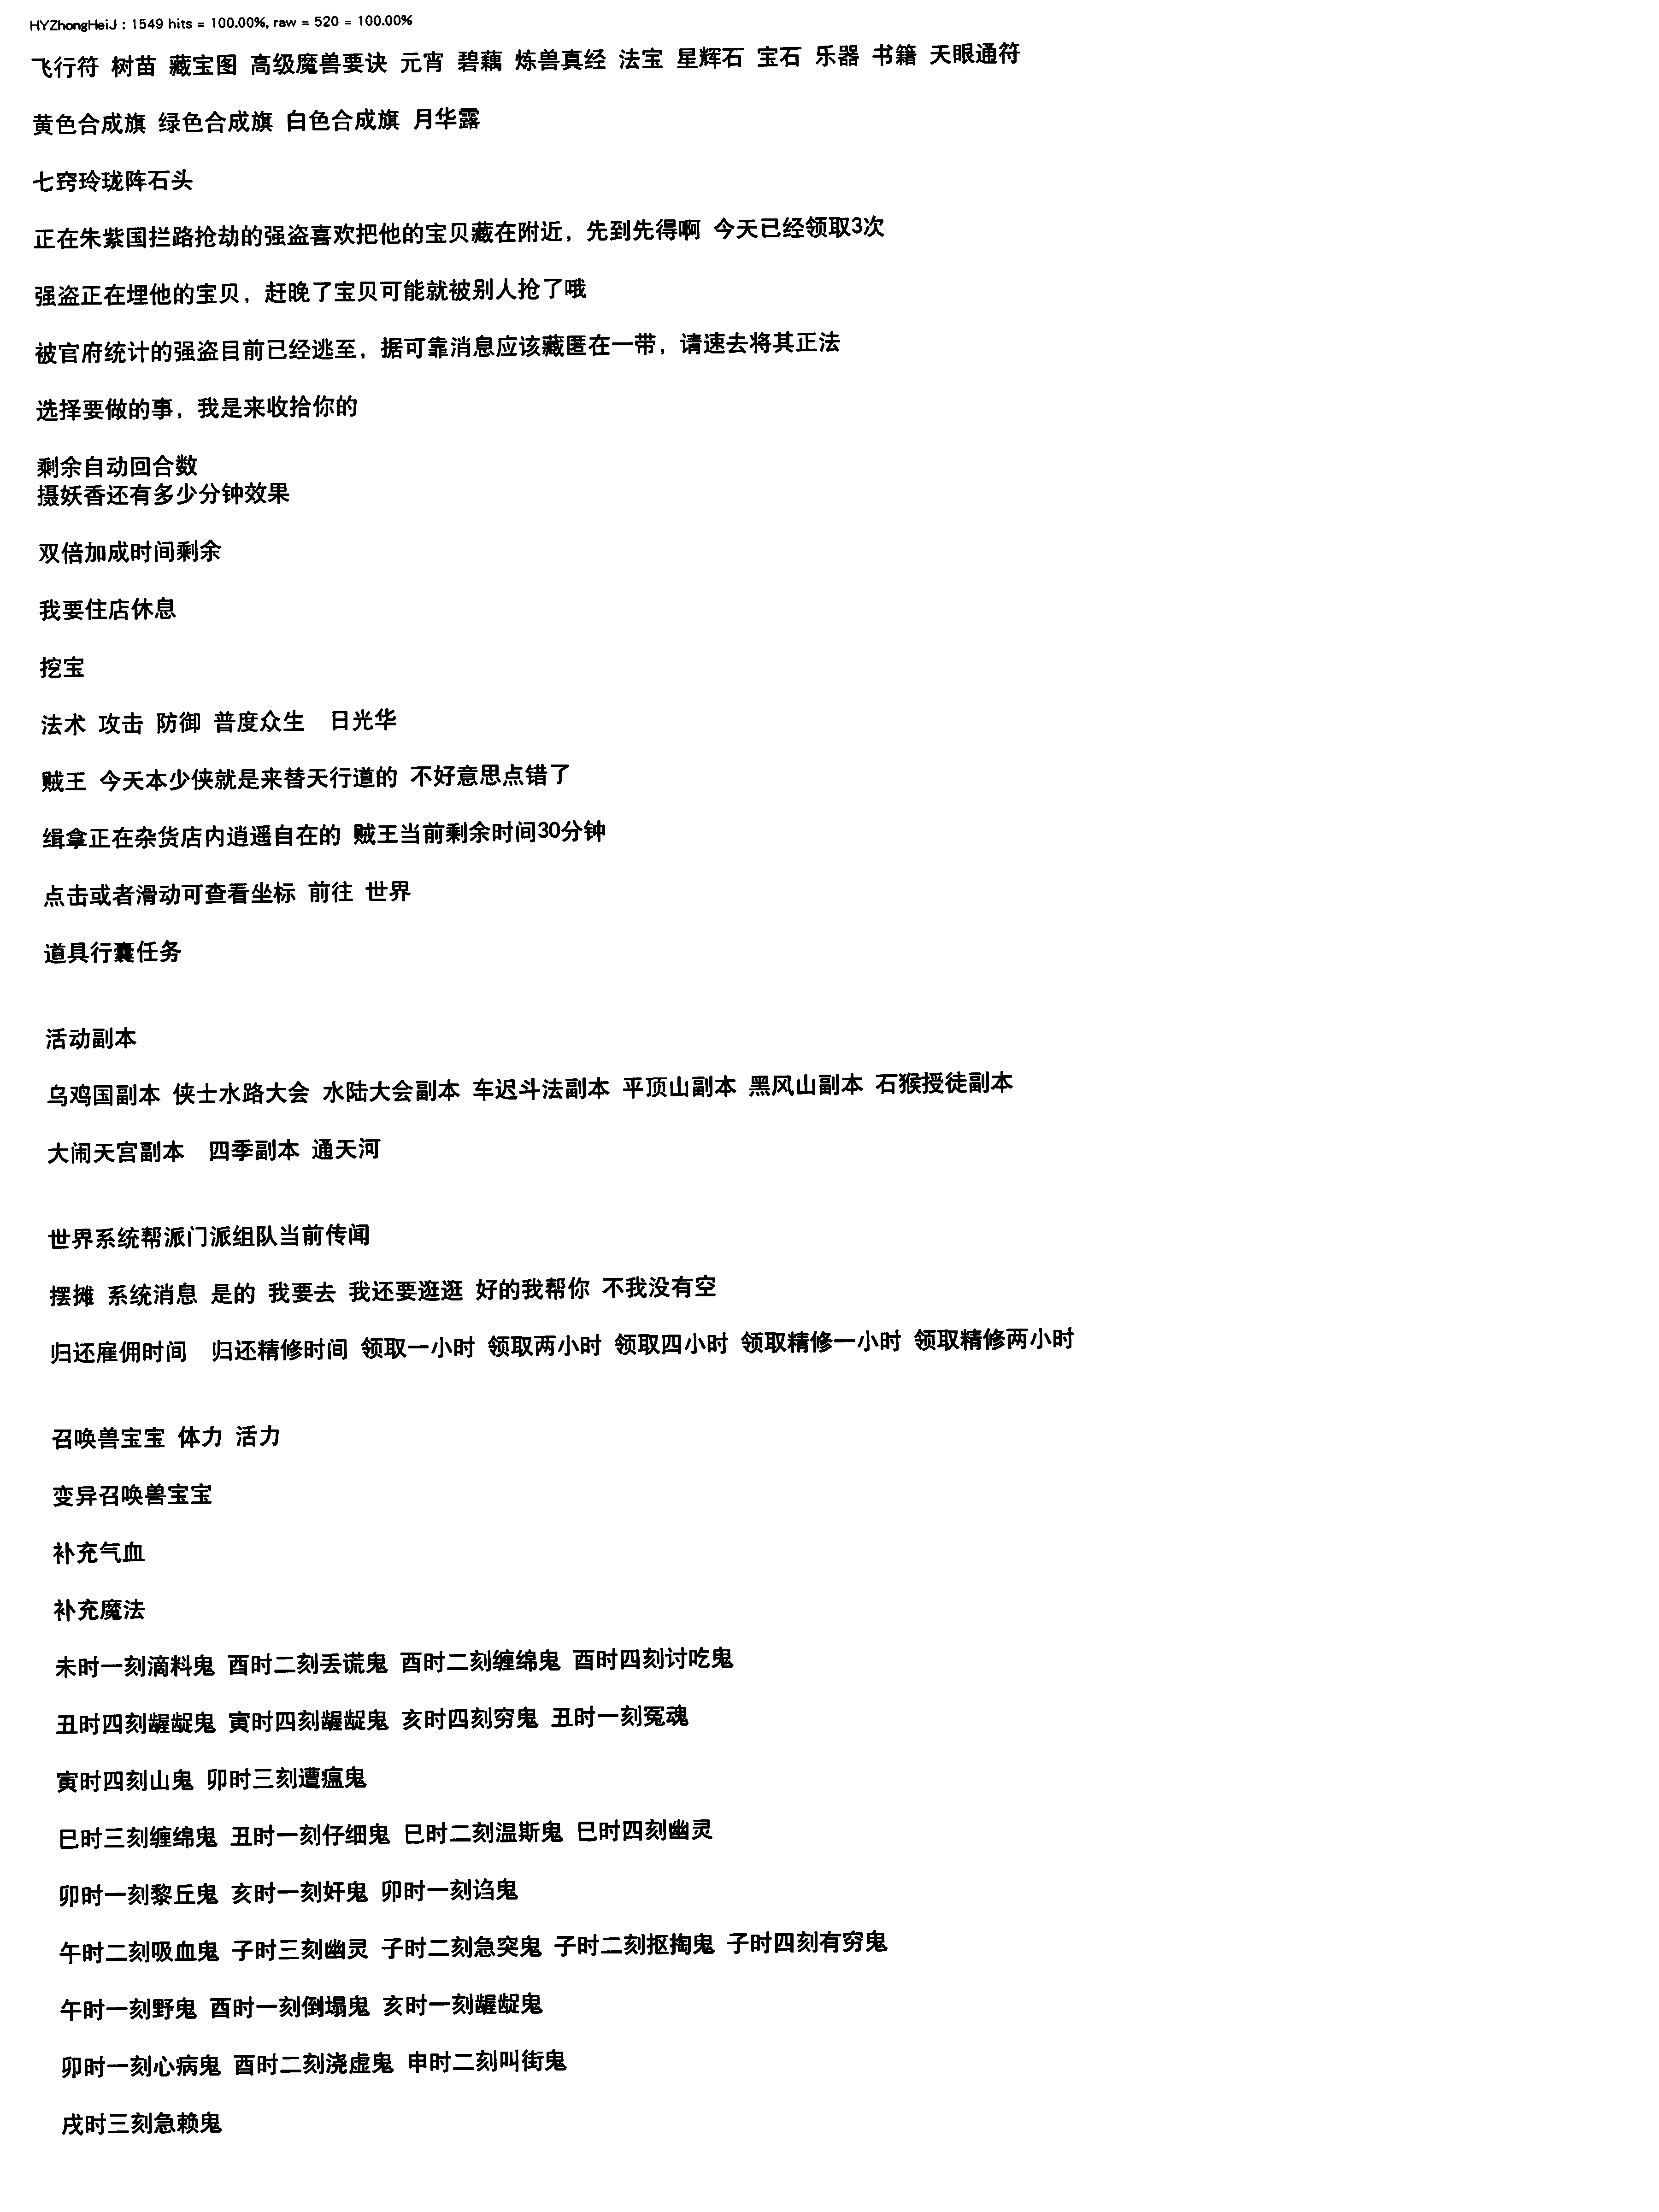 HYZhongHeiJ : 1549 hits = 100.00%, raw = 520 = 100.00%
飞行符 树苗 藏宝图 高级魔兽要诀 元宵 碧藕 炼兽真经 法宝 星辉石 宝石 乐器 书籍 天眼通符
黄色合成旗 绿色合成旗 白色合成旗 月华露
七窍玲珑阵石头
正在朱紫国拦路抢劫的强盗喜欢把他的宝贝藏在附近，先到先得啊 今天已经领取3次
强盗正在埋他的宝贝，赶晚了宝贝可能就被别人抢了哦
被官府统计的强盗目前已经逃至，据可靠消息应该藏匿在一带，请速去将其正法
选择要做的事，我是来收拾你的
剩余自动回合数
摄妖香还有多少分钟效果
双倍加成时间剩余
我要住店休息
挖宝
法术 攻击 防御 普度众生 日光华
贼王 今天本少侠就是来替天行道的 不好意思点错了
缉拿正在杂货店内逍遥自在的 贼王当前剩余时间30分钟
点击或者滑动可查看坐标 前往 世界
道具行囊任务
活动副本
乌鸡国副本 侠士水路大会 水陆大会副本 车迟斗法副本 平顶山副本 黑风山副本 石猴授徒副本
大闹天宫副本 四季副本 通天河
世界系统帮派门派组队当前传闻
摆摊 系统消息 是的 我要去 我还要逛逛 好的我帮你 不我没有空
归还雇佣时间 归还精修时间 领取一小时 领取两小时 领取四小时 领取精修一小时 领取精修两小时
召唤兽宝宝 体力 活力
变异召唤兽宝宝
补充气血
补充魔法
未时一刻滴料鬼 酉时二刻丢谎鬼 酉时二刻缠绵鬼 酉时四刻讨吃鬼
丑时四刻龌龊鬼 寅时四刻龌龊鬼 亥时四刻穷鬼 丑时一刻冤魂
寅时四刻山鬼 卯时三刻遭瘟鬼
巳时三刻缠绵鬼 丑时一刻仔细鬼 巳时二刻温斯鬼 巳时四刻幽灵
卯时一刻黎丘鬼 亥时一刻奸鬼 卯时一刻诌鬼
午时二刻吸血鬼 子时三刻幽灵 子时二刻急突鬼 子时二刻抠掏鬼 子时四刻有穷鬼
午时一刻野鬼 酉时一刻倒塌鬼 亥时一刻龌龊鬼
卯时一刻心病鬼 酉时二刻浇虚鬼 申时二刻叫街鬼
戌时三刻急赖鬼